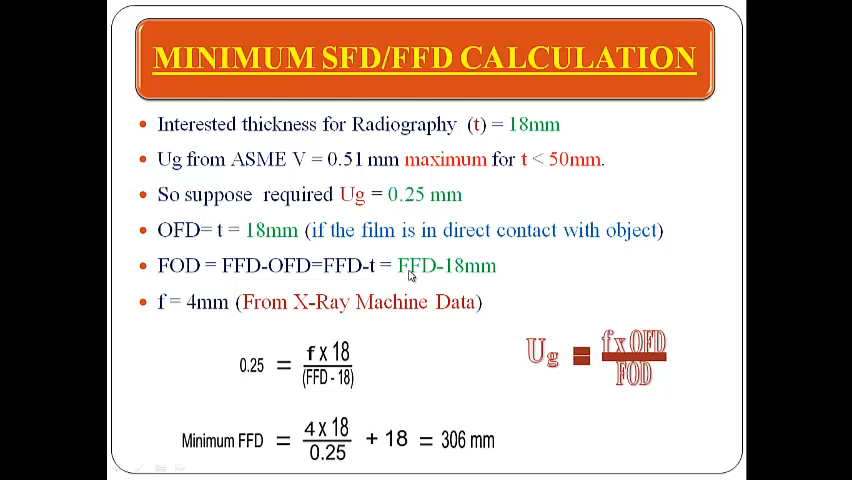 MINIMUM SFD/FFD CALCULATION
• Interested thickness for Radiography (t) = 18mm
• Ug from ASME V = 0.51 mm maximum for t < 50mm.
• So suppose required Ug = 0.25 mm
• OFD= t = 18mm (if the film is in direct contact with object)
• FOD = FFD-OFD=FFD-t = FFD-18mm
• f = 4mm (From X-Ray Machine Data)
0.25 = f x 18 / (FFD - 18)
Ug = f x OFD / FOD
Minimum FFD = 4 x 18 / 0.25 + 18 = 306 mm